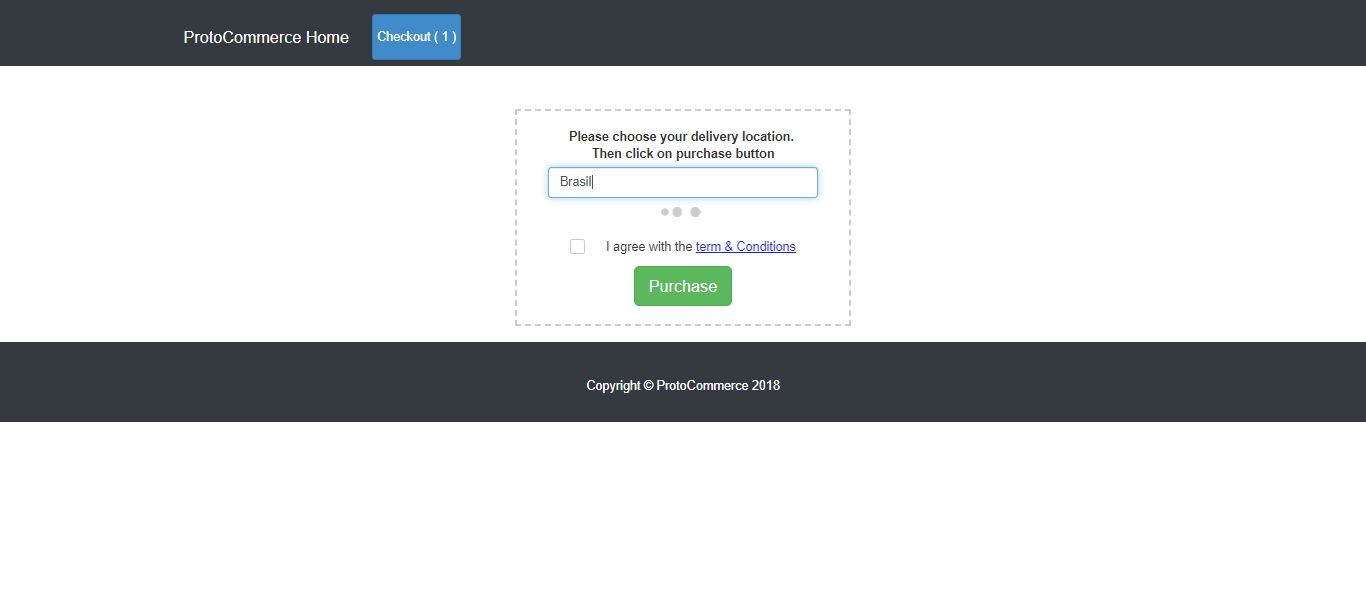 ProtoCommerce Home
Checkout ( 1 )
Please choose your delivery location.
Then click on purchase button
Brasil
I agree with the term & Conditions
Purchase
Copyright © ProtoCommerce 2018